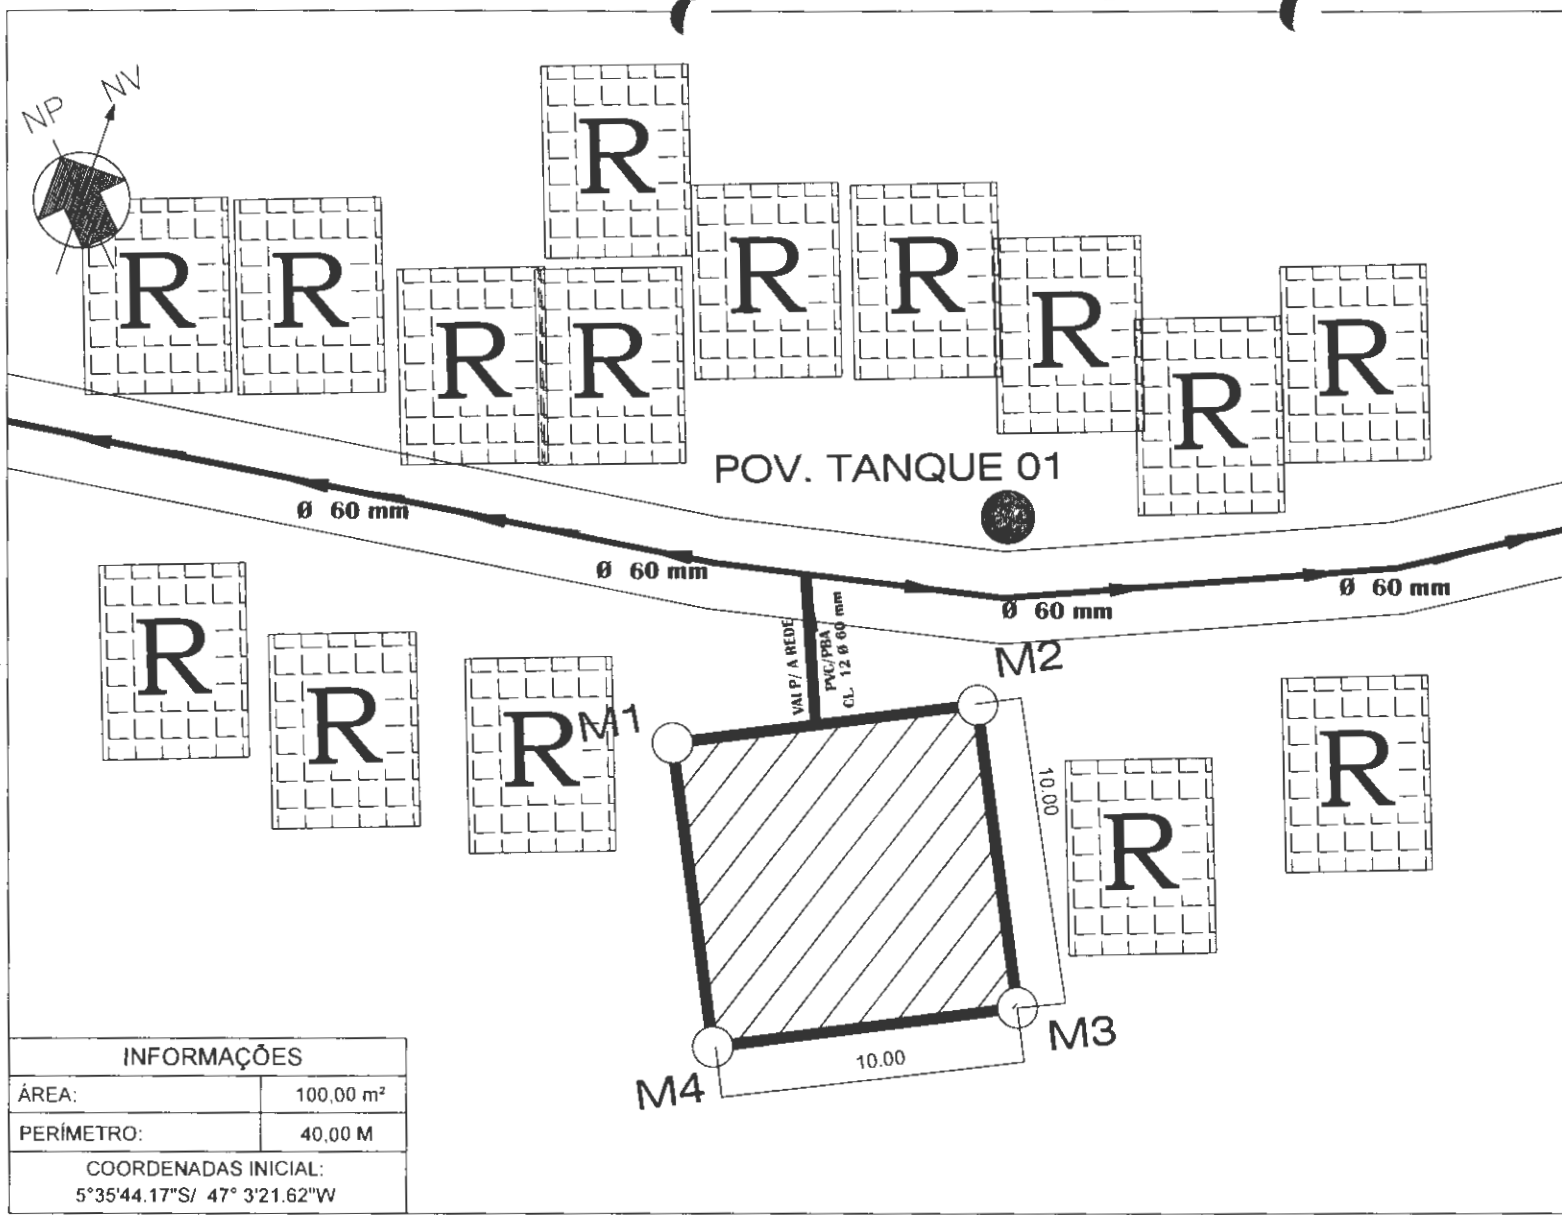 NP
NV
R
R
R
R
R
R
R
R
R
R
POV. TANQUE 01
Ø 60 mm
Ø 60 mm
Ø 60 mm
Ø 60 mm
VAI P/ A REDE
PVC/PBA
CL. 12 Ø 60 mm
R
R
R
R
R
M1
M2
M3
M4
10.00
10.00
INFORMAÇÕES
ÁREA: 100,00 m²
PERÍMETRO: 40,00 M
COORDENADAS INICIAL:
5°35'44.17"S/ 47° 3'21.62"W